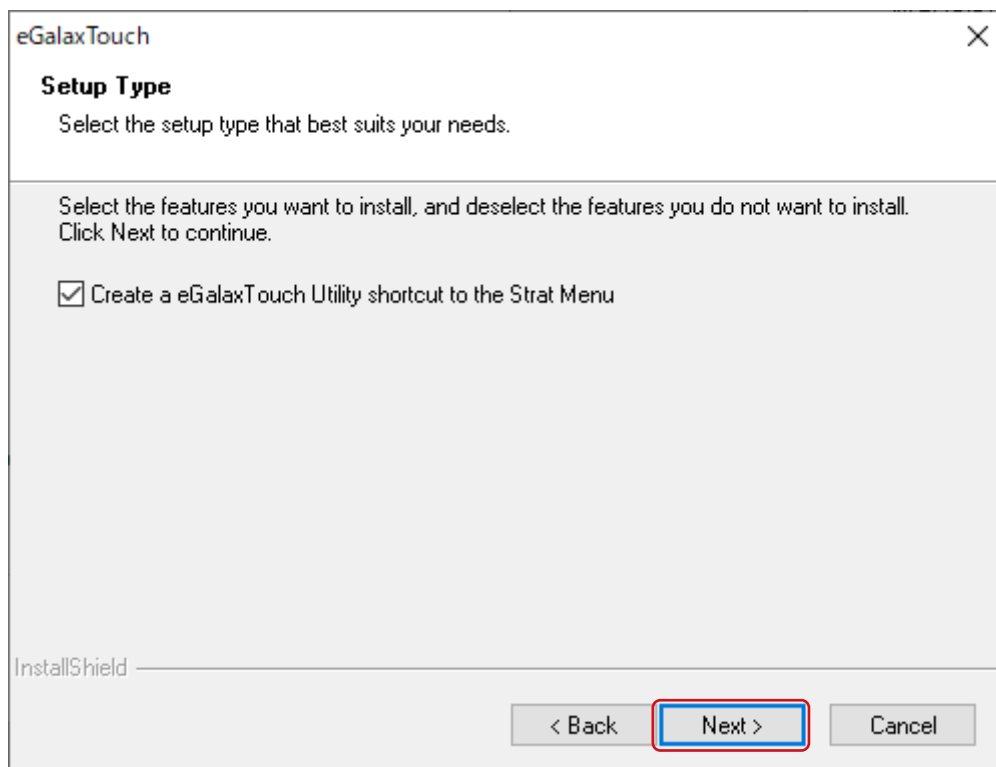 eGalaxTouch
Setup Type
Select the setup type that best suits your needs.
Select the features you want to install, and deselect the features you do not want to install.
Click Next to continue.
Create a eGalaxTouch Utility shortcut to the Strat Menu
InstallShield
< Back
Next >
Cancel